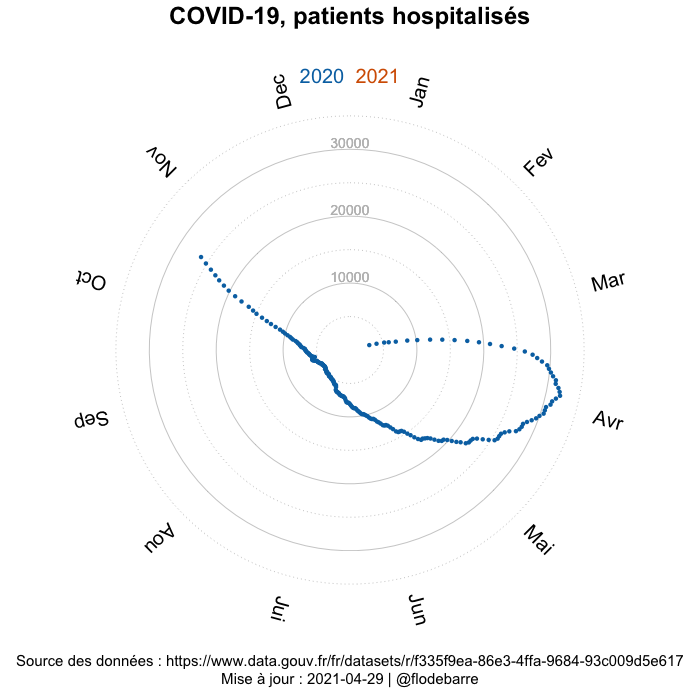 COVID-19, patients hospitalisés
2020 2021
Jan
Fev
Mar
Avr
Mai
Jun
Jui
Aou
Sep
Oct
Nov
Dec
30000
20000
10000
Source des données : https://www.data.gouv.fr/fr/datasets/r/f335f9ea-86e3-4ffa-9684-93c009d5e617
Mise à jour : 2021-04-29 | @flodebarre